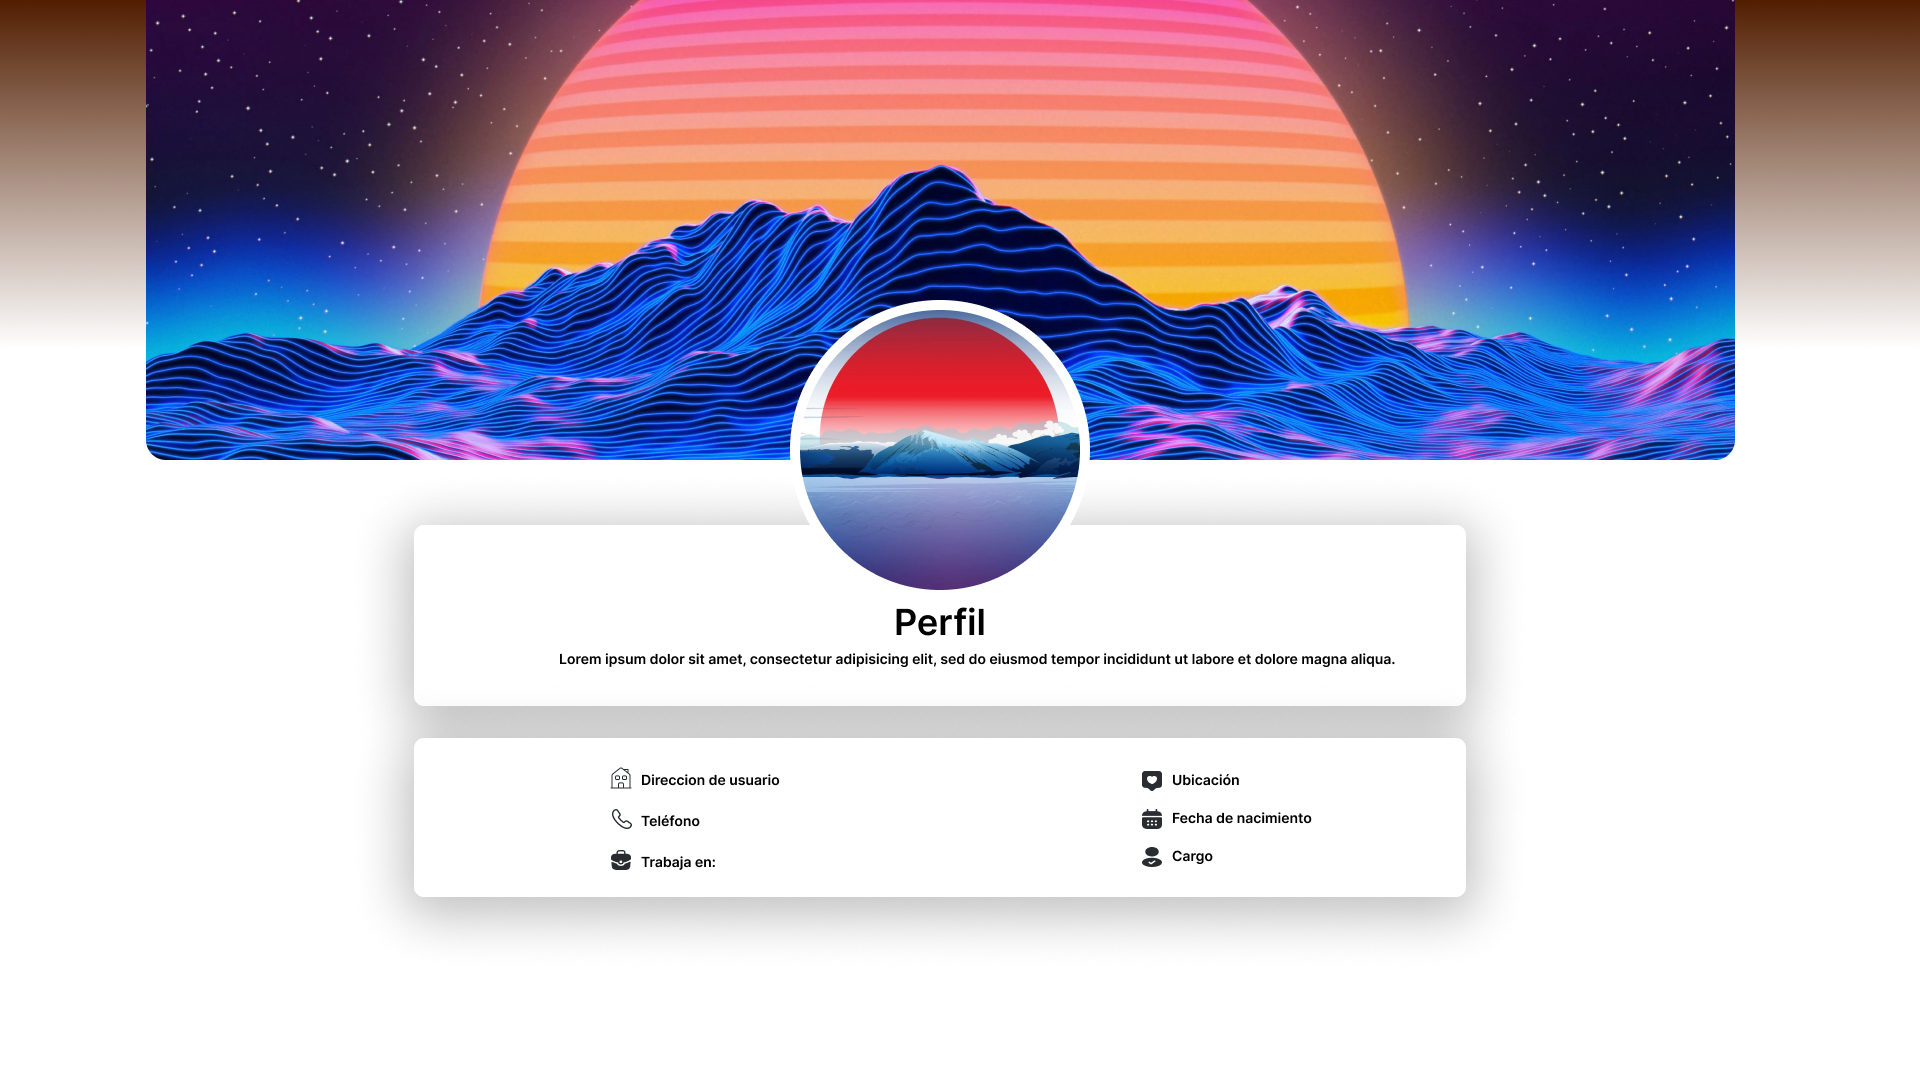 Perfil
Lorem ipsum dolor sit amet, consectetur adipisicing elit, sed do eiusmod tempor incididunt ut labore et dolore magna aliqua.
Direccion de usuario
Teléfono
Trabaja en:
Ubicación
Fecha de nacimiento
Cargo